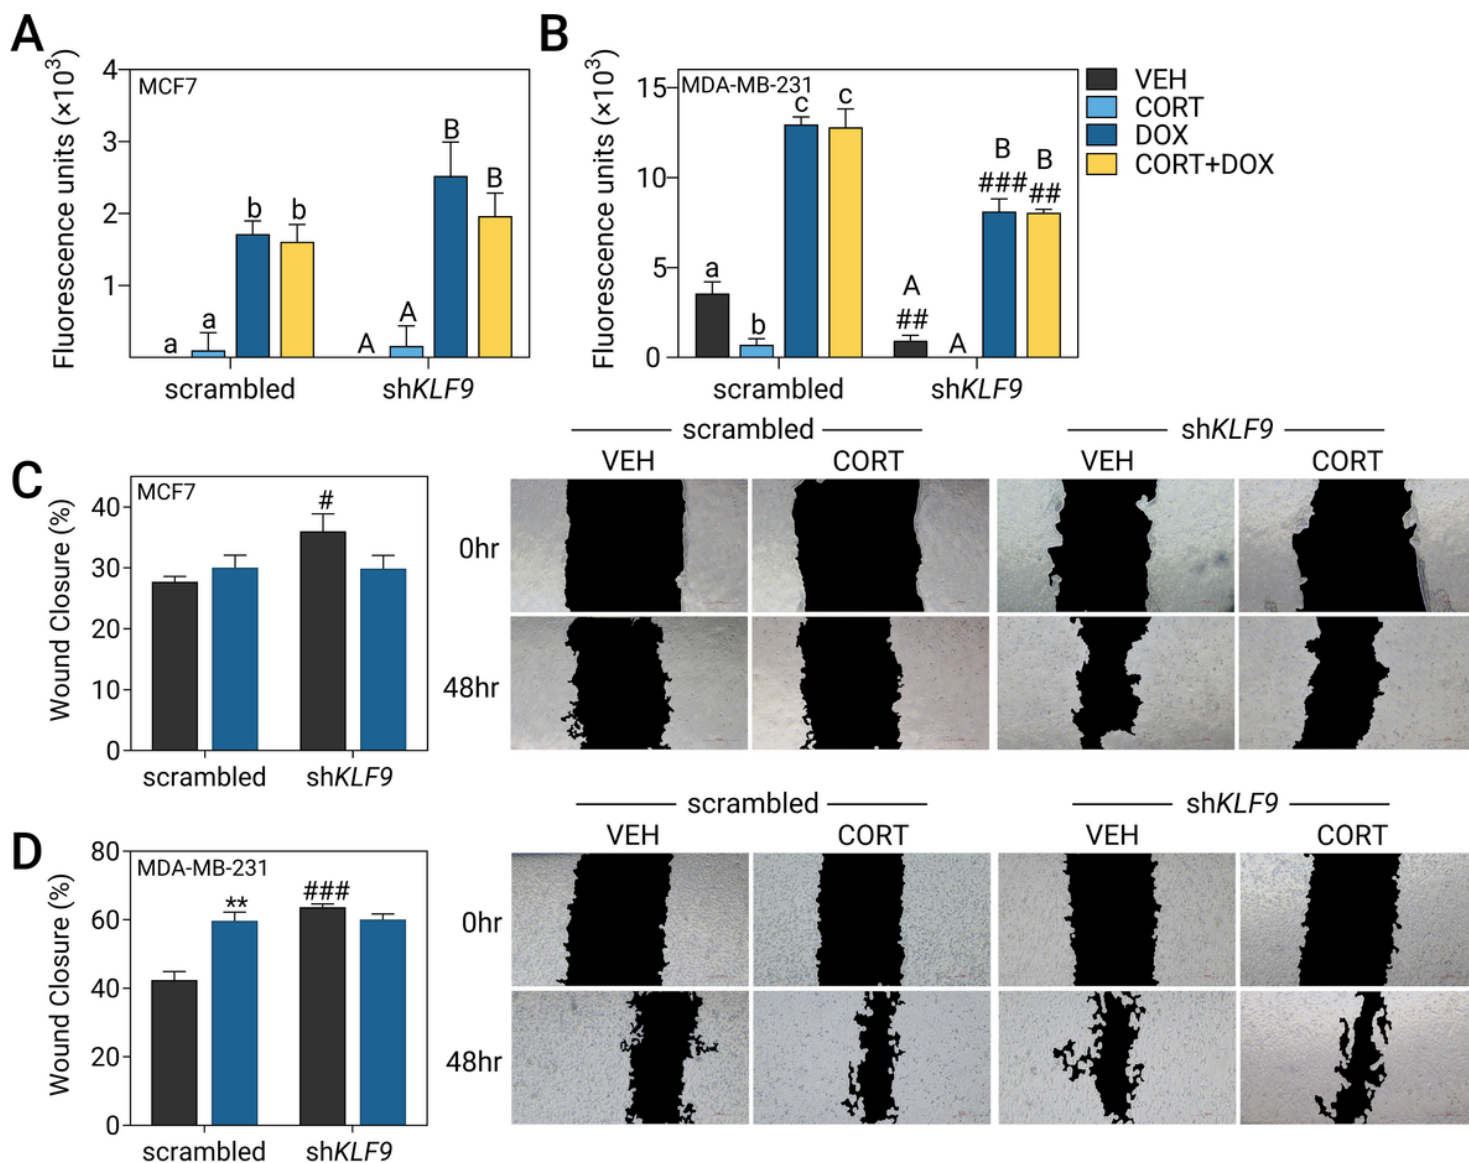 A
Fluorescence units (×10³)
4
3
2
1
MCF7
a
a
b
b
A
A
B
B
scrambled
shKLF9
B
Fluorescence units (×10³)
15
10
5
0
MDA-MB-231
a
b
c
c
A
##
A
B
###
B
##
scrambled
shKLF9
VEH
CORT
DOX
CORT+DOX
C
Wound Closure (%)
40
30
20
10
0
MCF7
#
scrambled
shKLF9
scrambled
shKLF9
VEH
CORT
VEH
CORT
0hr
48hr
D
Wound Closure (%)
80
60
40
20
0
MDA-MB-231
**
###
scrambled
shKLF9
scrambled
shKLF9
VEH
CORT
VEH
CORT
0hr
48hr